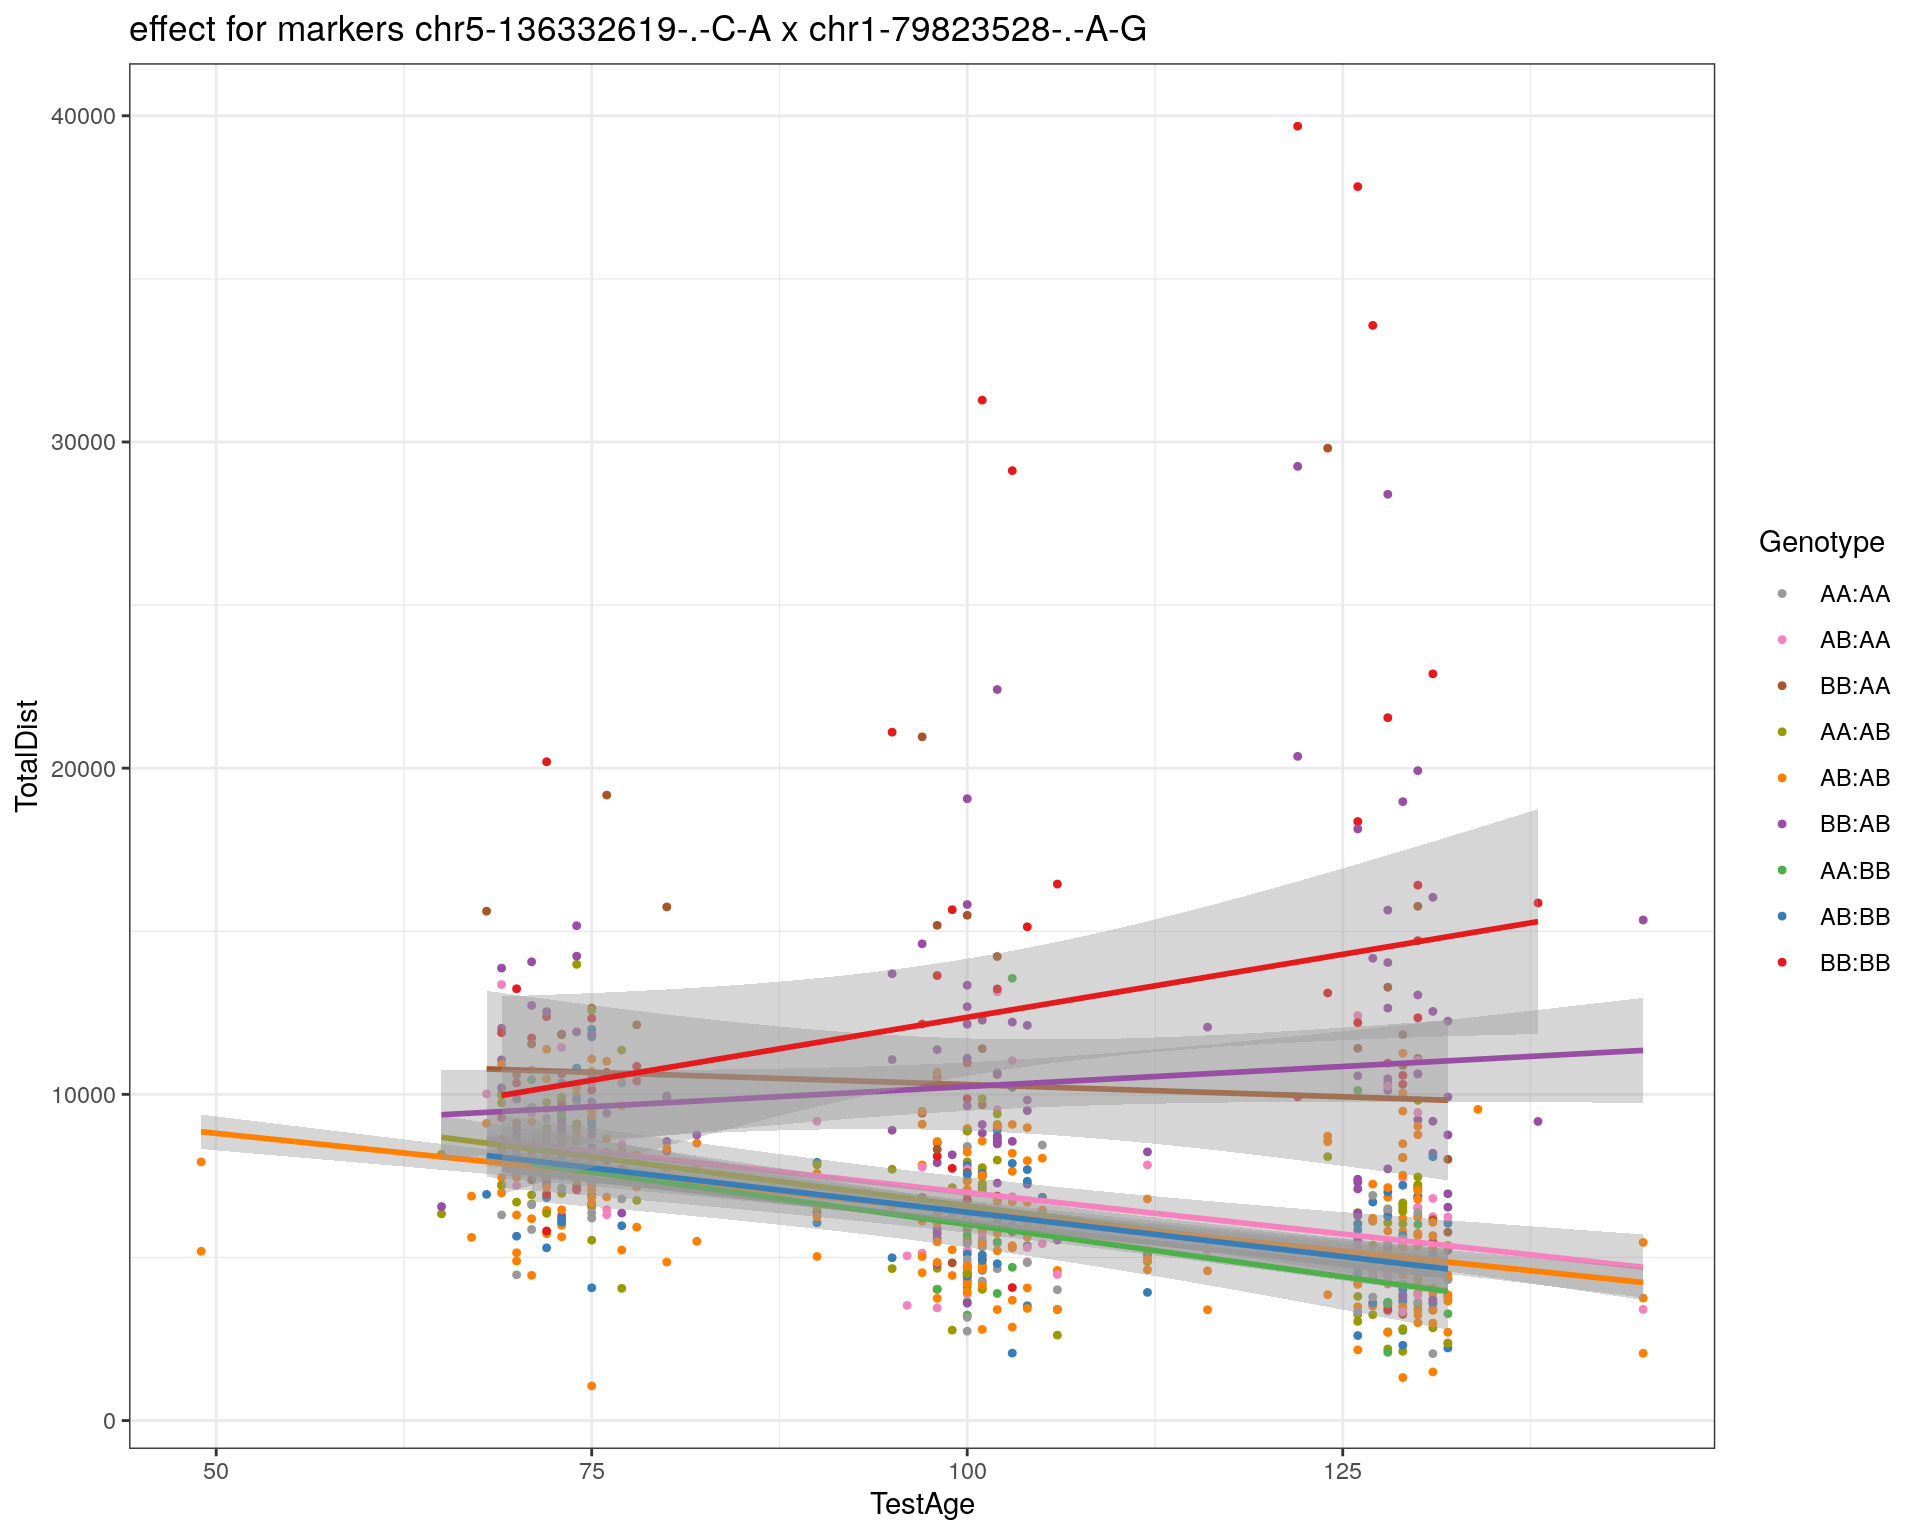 effect for markers chr5-136332619-.-C-A x chr1-79823528-.-A-G
40000
30000
20000
10000
0
TotalDist
50
75
100
125
TestAge
Genotype
AA:AA
AB:AA
BB:AA
AA:AB
AB:AB
BB:AB
AA:BB
AB:BB
BB:BB